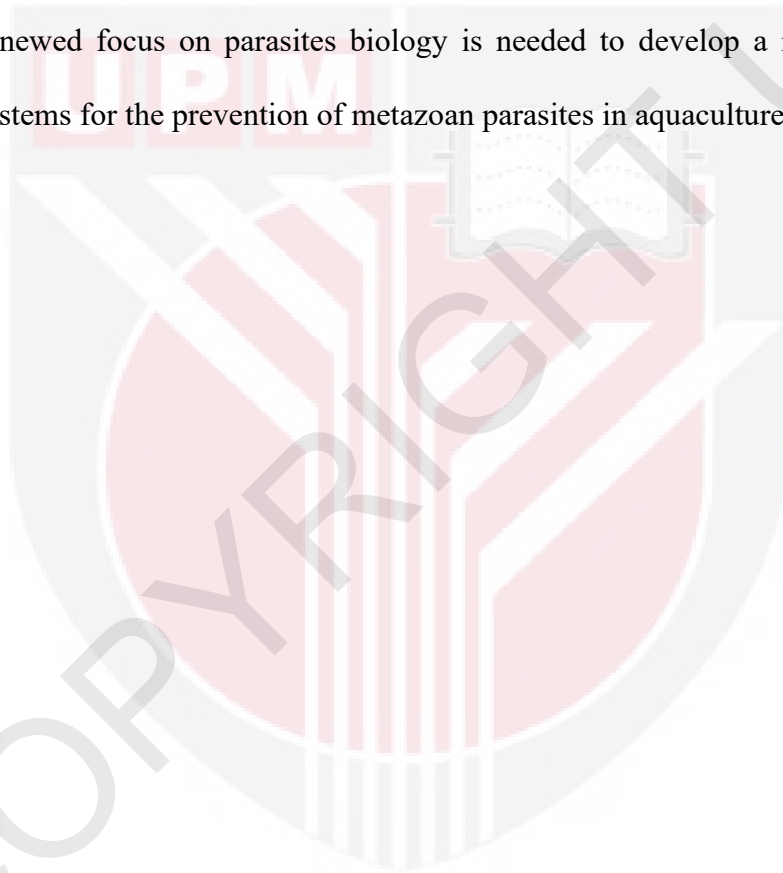 newed focus on parasites biology is needed to develop a
UPM
stems for the prevention of metazoan parasites in aquaculture
COPYRIGHT U